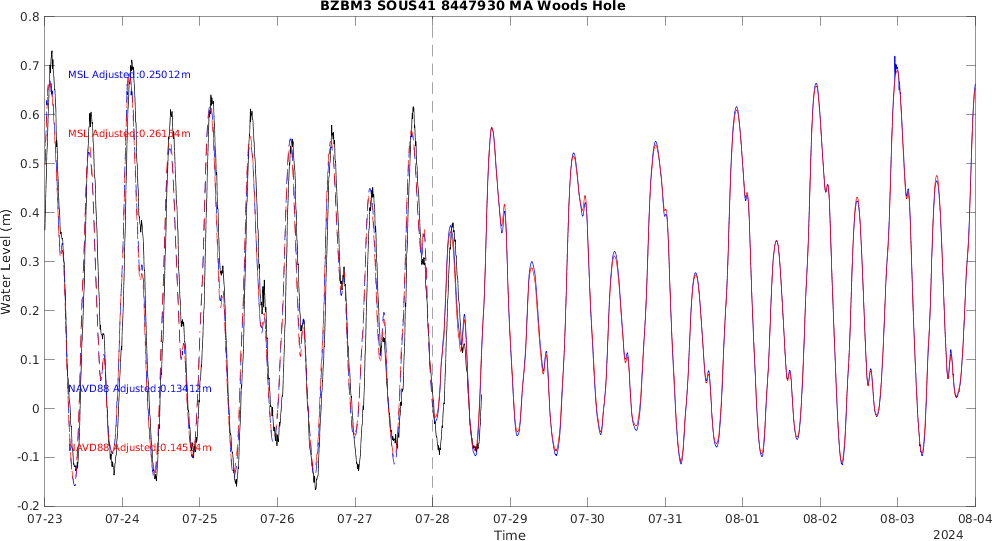 BZBM3 SOUS41 8447930 MA Woods Hole
0.8
0.7
0.6
0.5
0.4
0.3
0.2
0.1
0
-0.1
-0.2
Water Level (m)
MSL Adjusted:0.25012m
MSL Adjusted:0.26134m
NAVD88 Adjusted:0.13412m
NAVD88 Adjusted:0.14534m
07-23 07-24 07-25 07-26 07-27 07-28 07-29 07-30 07-31 08-01 08-02 08-03 08-04
Time
2024